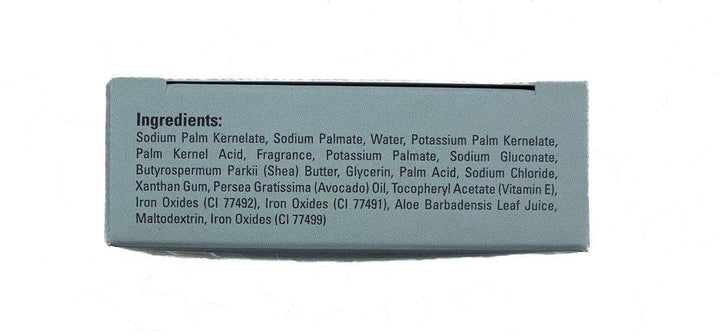 Ingredients:
Sodium Palm Kernelate, Sodium Palmate, Water, Potassium Palm Kernelate,
Palm Kernel Acid, Fragrance, Potassium Palmate, Sodium Gluconate,
Butyrospermum Parkii (Shea) Butter, Glycerin, Palm Acid, Sodium Chloride,
Xanthan Gum, Persea Gratissima (Avocado) Oil, Tocopheryl Acetate (Vitamin E),
Iron Oxides (CI 77492), Iron Oxides (CI 77491), Aloe Barbadensis Leaf Juice,
Maltodextrin, Iron Oxides (CI 77499)